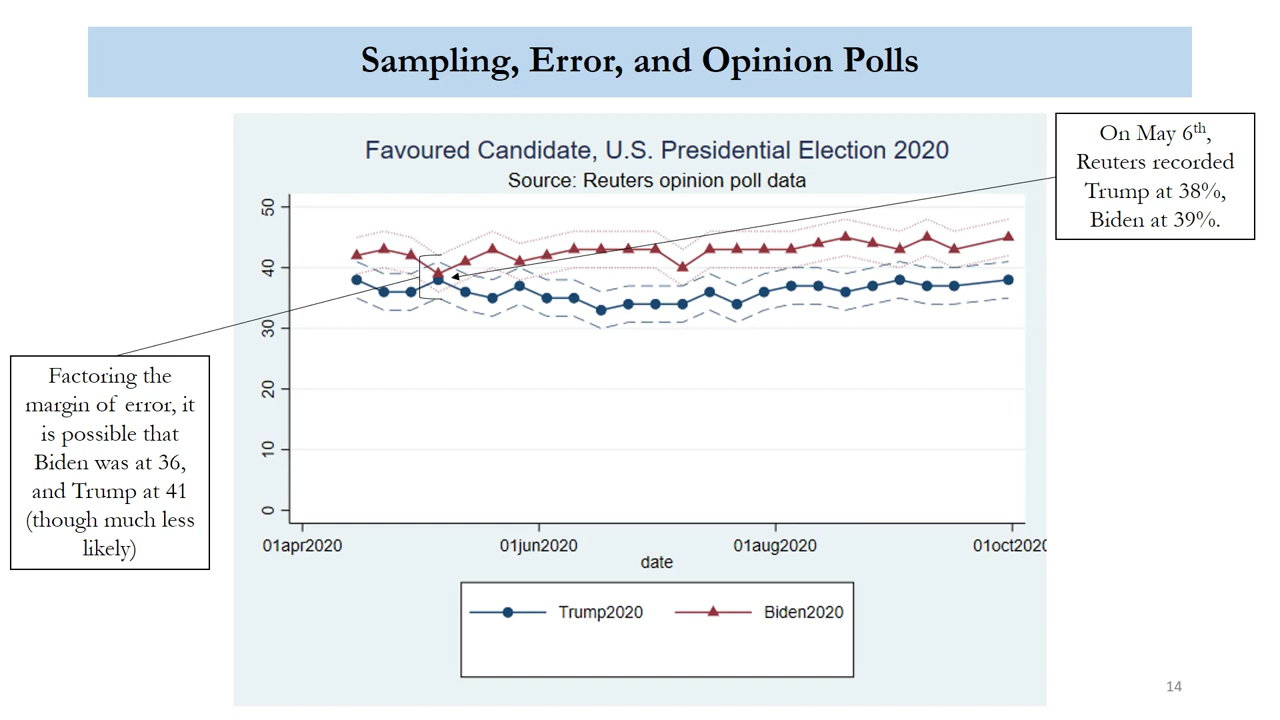 Sampling, Error, and Opinion Polls
On May 6th,
Reuters recorded
Trump at 38%,
Biden at 39%.
Favoured Candidate, U.S. Presidential Election 2020
Source: Reuters opinion poll data
50
40
30
20
10
0
01apr2020
01jun2020
01aug2020
01oct2020
date
Trump2020
Biden2020
Factoring the
margin of error, it
is possible that
Biden was at 36,
and Trump at 41
(though much less
likely)
14